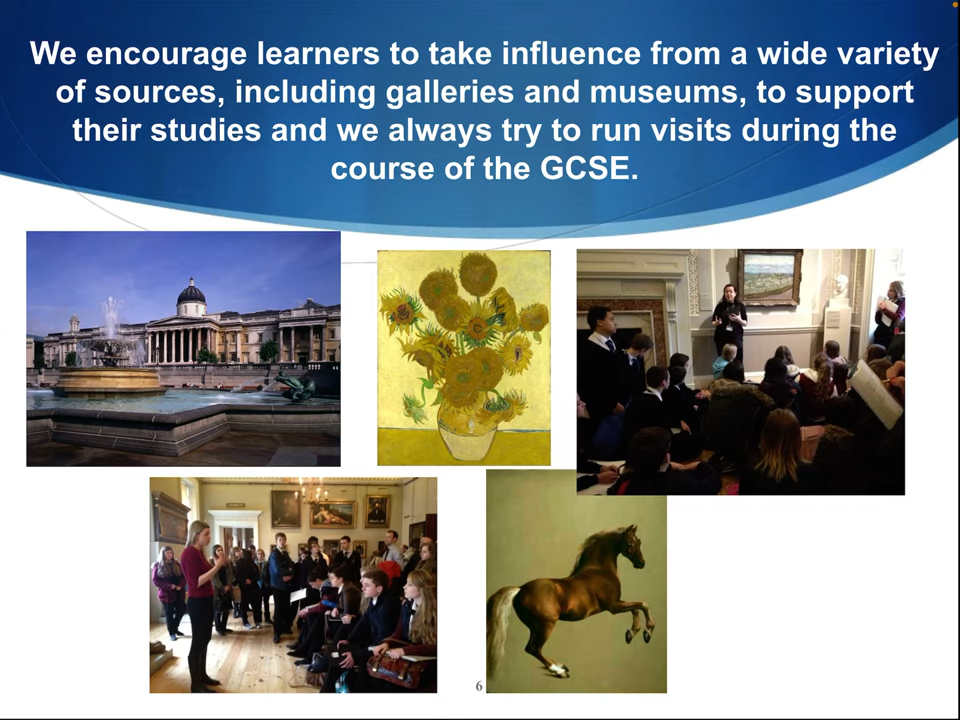 We encourage learners to take influence from a wide variety
of sources, including galleries and museums, to support
their studies and we always try to run visits during the
course of the GCSE.
6